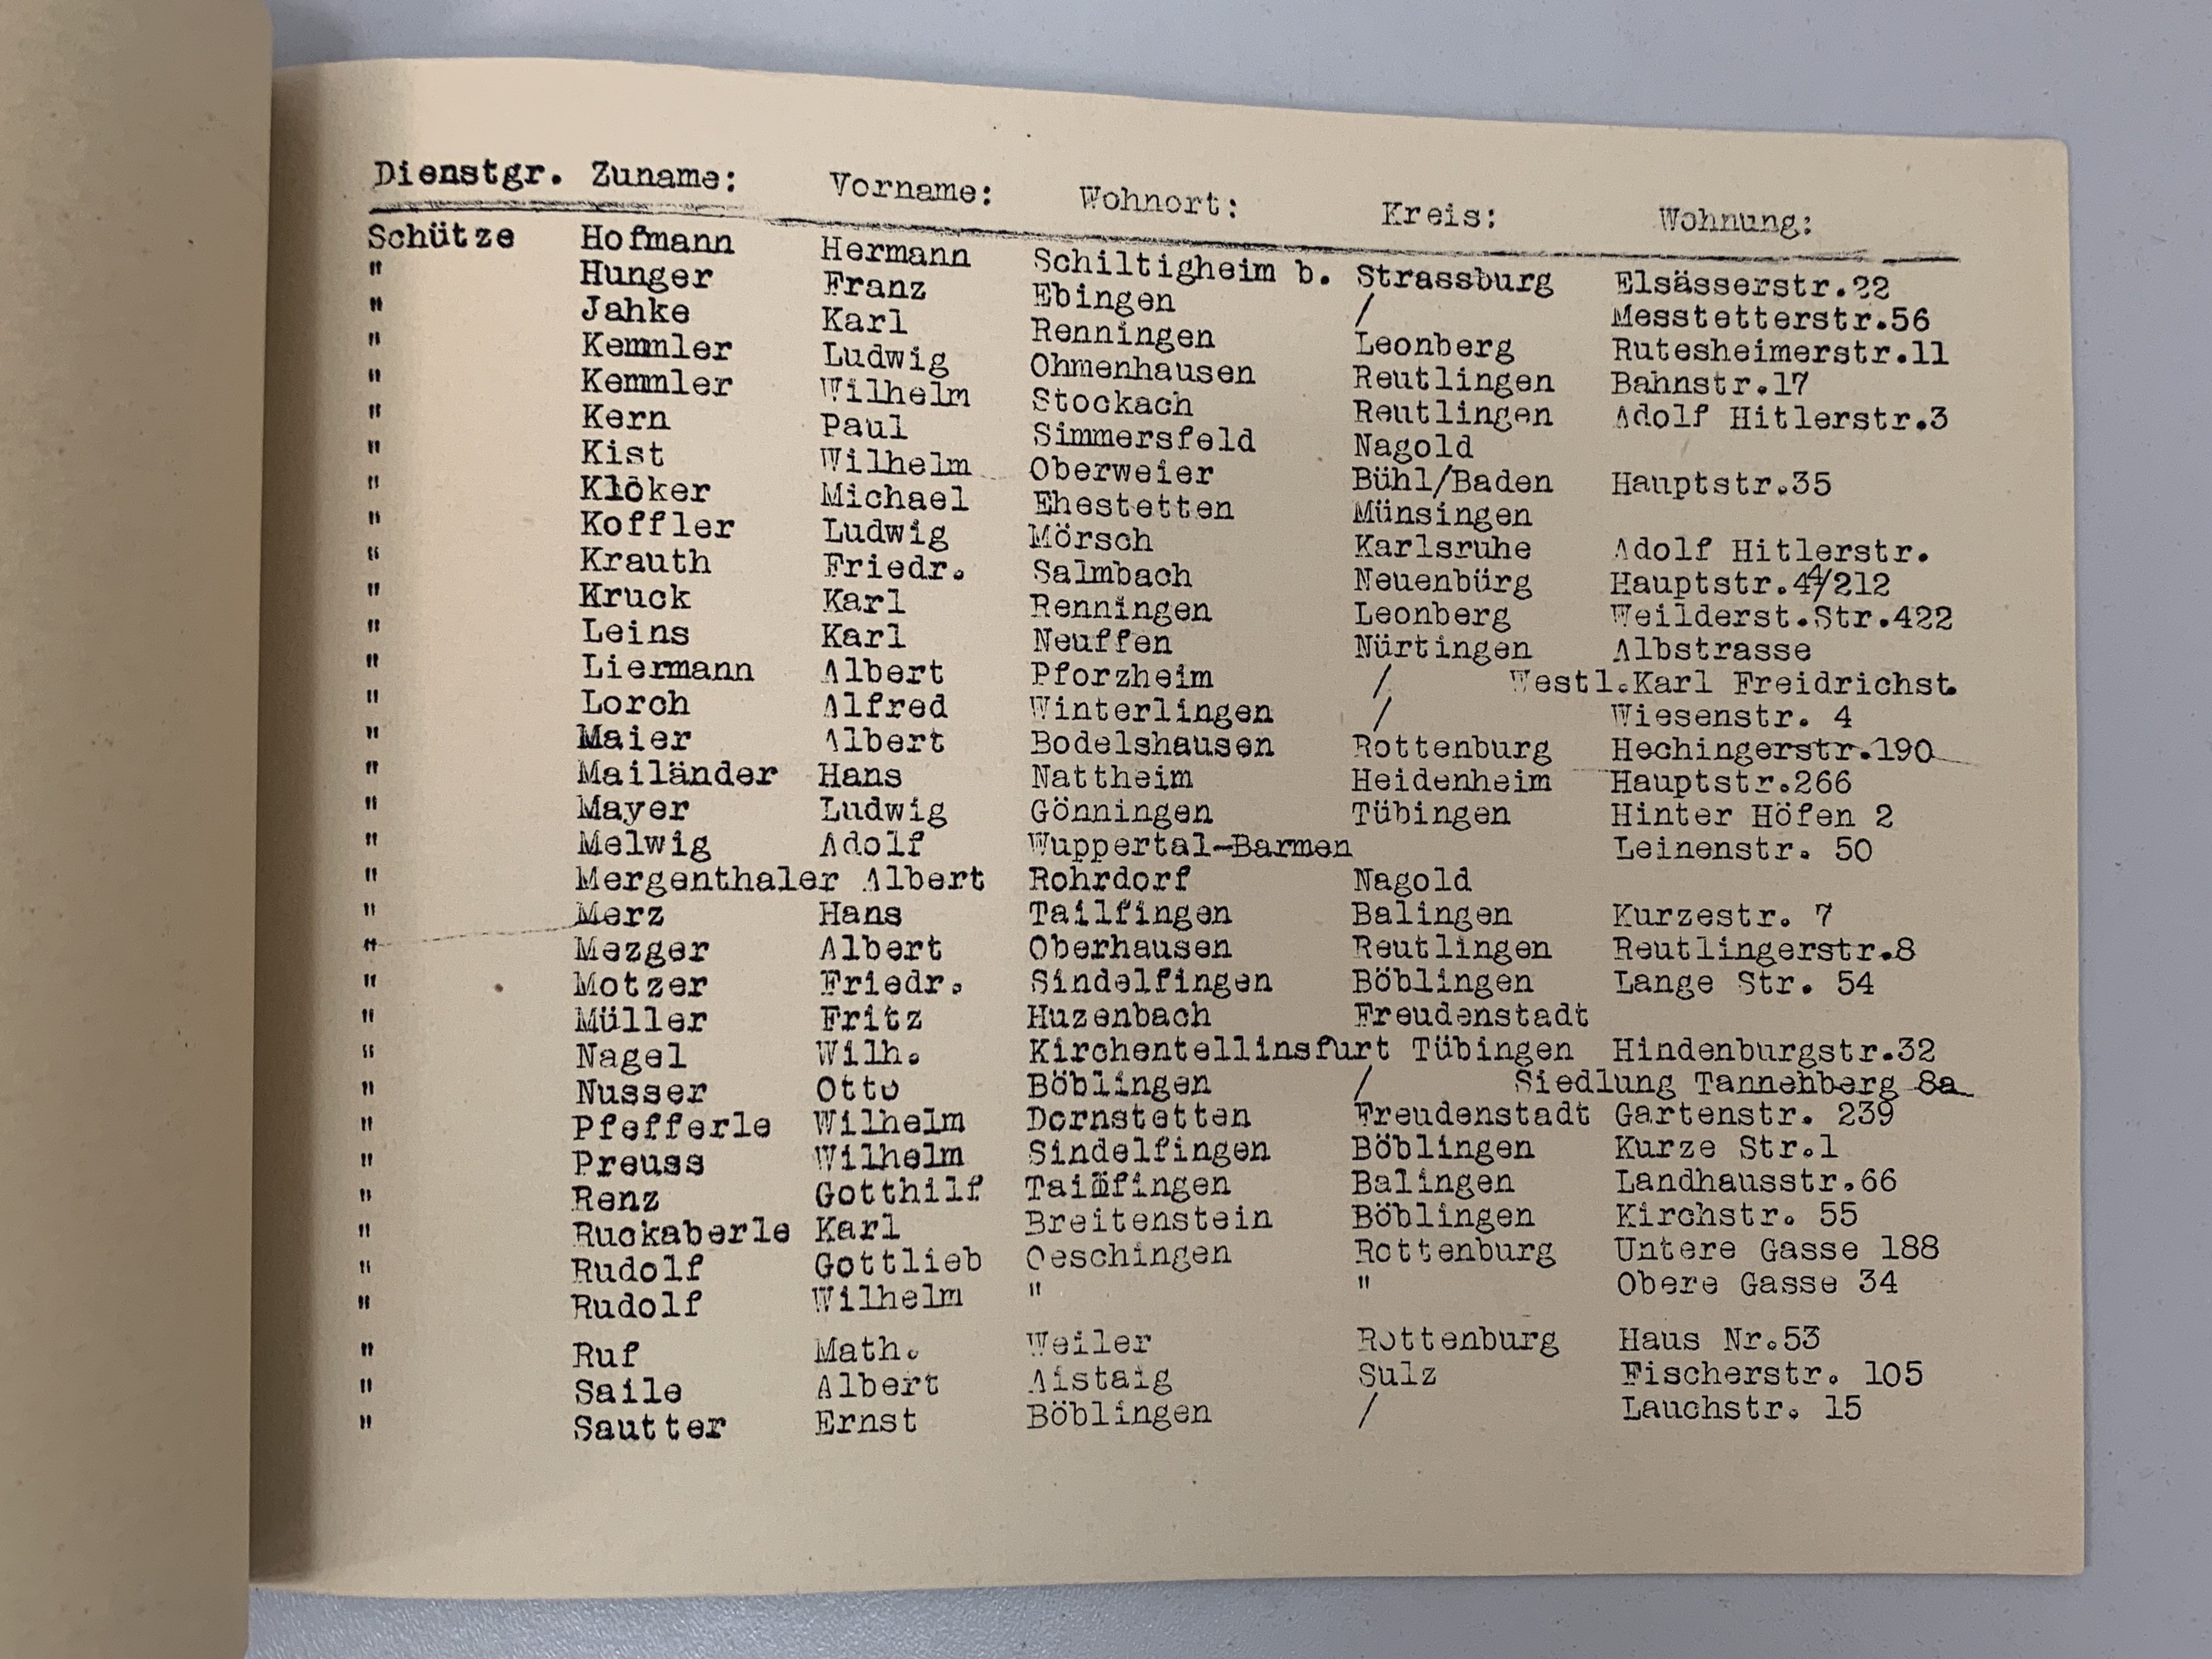 Dienstgr. Zuname: Vorname: Wohnort: Kreis: Wohnung:
Schütze Hofmann Hermann Schiltigheim b. Strassburg Elsässerstr.22
" Hunger Franz Ebingen / Messtetterstr.56
" Jahke Karl Renningen Leonberg Rutesheimerstr.11
" Kemmler Ludwig Ohmenhausen Reutlingen Bahnstr.17
" Kemmler Wilhelm Stockach Reutlingen Adolf Hitlerstr.3
" Kern Paul Simmersfeld Nagold
" Kist Wilhelm Oberweier Bühl/Baden Hauptstr.35
" Klöker Michael Ehestetten Münsingen
" Koffler Ludwig Mörsch Karlsruhe Adolf Hitlerstr.
" Krauth Friedr. Salmbach Neuenbürg Hauptstr.44/212
" Kruck Karl Renningen Leonberg Weilderst.Str.422
" Leins Karl Neuffen Nürtingen Albstrasse
" Liermann Albert Pforzheim / Westl.Karl Freidrichst.
" Lorch Alfred Winterlingen / Wiesenstr. 4
" Maier Albert Bodelshausen Rottenburg Hechingerstr.190
" Mailänder Hans Nattheim Heidenheim Hauptstr.266
" Mayer Ludwig Gönningen Tübingen Hinter Höfen 2
" Melwig Adolf Wuppertal-Barmen Leinenstr. 50
" Mergenthaler Albert Rohrdorf Nagold
" Merz Hans Tailfingen Balingen Kurzestr. 7
" Mezger Albert Oberhausen Reutlingen Reutlingerstr.8
" Motzer Friedr. Sindelfingen Böblingen Lange Str. 54
" Müller Fritz Huzenbach Freudenstadt
" Nagel Wilh. Kirchentellinsfurt Tübingen Hindenburgstr.32
" Nusser Otto Böblingen / Siedlung Tannehberg 8a
" Pfefferle Wilhelm Dornstetten Freudenstadt Gartenstr. 239
" Preuss Wilhelm Sindelfingen Böblingen Kurze Str.1
" Renz Gotthilf Balingen Landhausstr.66
" Ruckaberle Karl Breitenstein Böblingen Kirchstr. 55
" Rudolf Gottlieb Oeschingen Rottenburg Untere Gasse 188
" Rudolf Wilhelm " " Obere Gasse 34
" Ruf Math. Weiler Rottenburg Haus Nr.53
" Saile Albert Aistaig Sulz Fischerstr. 105
" Sautter Ernst Böblingen / Lauchstr. 15